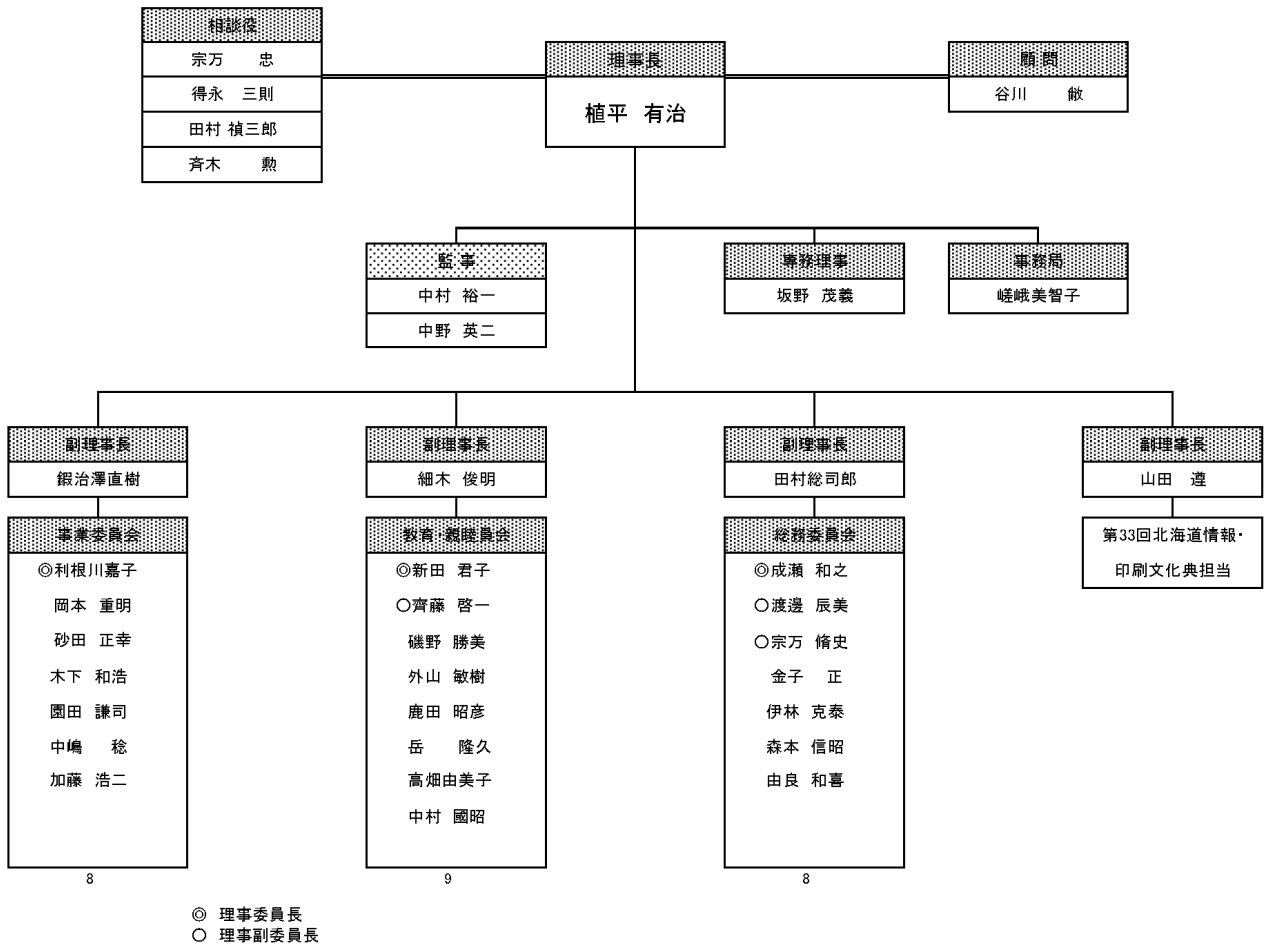 相談役
宗万 忠
得永 三則
田村 禎三郎
斉木 勲
理事長
植平 有治
顧 問
谷川 敞
監 事
中村 裕一
中野 英二
専務理事
坂野 茂義
事務局
嵯峨美智子
副理事長
鍜治澤直樹
事業委員会
◎利根川嘉子
岡本 重明
砂田 正幸
木下 和浩
園田 謙司
中嶋 稔
加藤 浩二
8
副理事長
細木 俊明
教育・親睦員会
◎新田 君子
○齊藤 啓一
磯野 勝美
外山 敏樹
鹿田 昭彦
岳 隆久
高畑由美子
中村 國昭
9
副理事長
田村総司郎
総務委員会
◎成瀬 和之
○渡邊 辰美
○宗万 脩史
金子 正
伊林 克泰
森本 信昭
由良 和喜
8
副理事長
山田 遵
第33回北海道情報・
印刷文化典担当
◎ 理事委員長
○ 理事副委員長